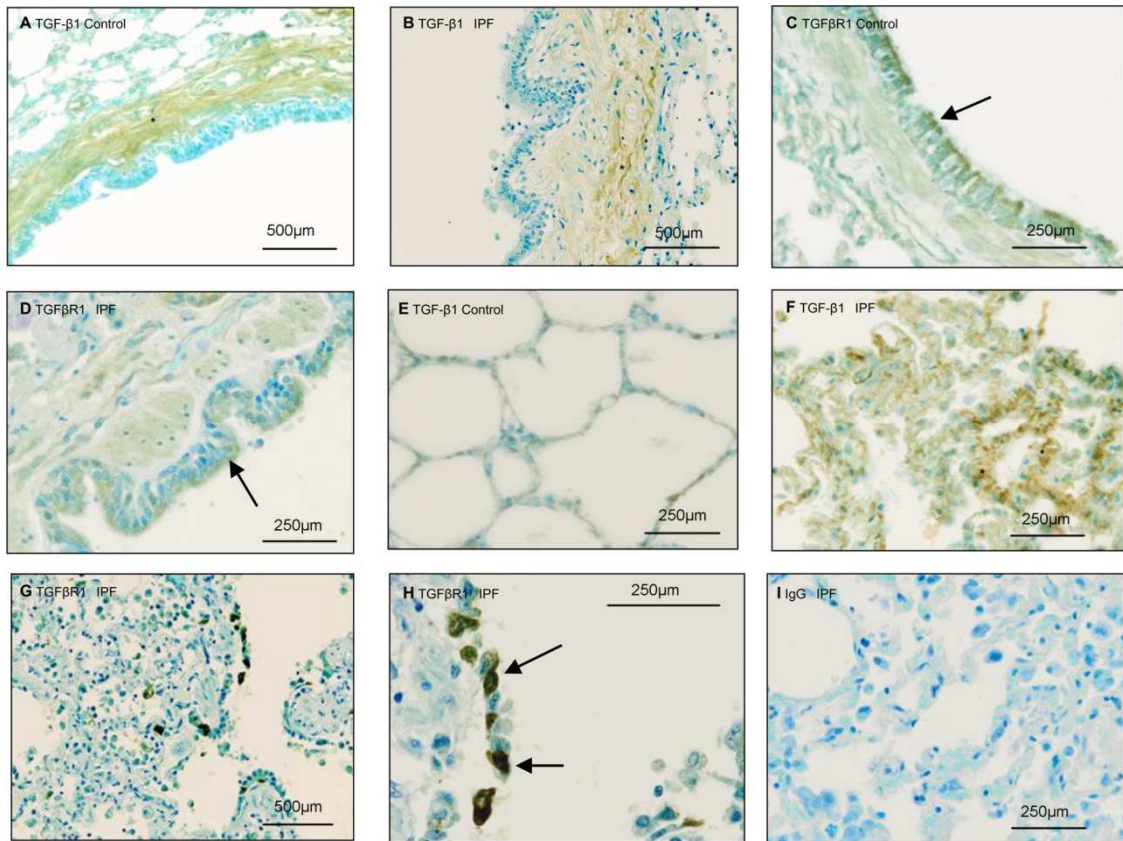 A TGF-β1 Control
500μm
B TGF-β1 IPF
500μm
C TGFβR1 Control
250μm
D TGFβR1 IPF
250μm
E TGF-β1 Control
250μm
F TGF-β1 IPF
250μm
G TGFβR1 IPF
500μm
H TGFβR1 IPF
250μm
I IgG IPF
250μm